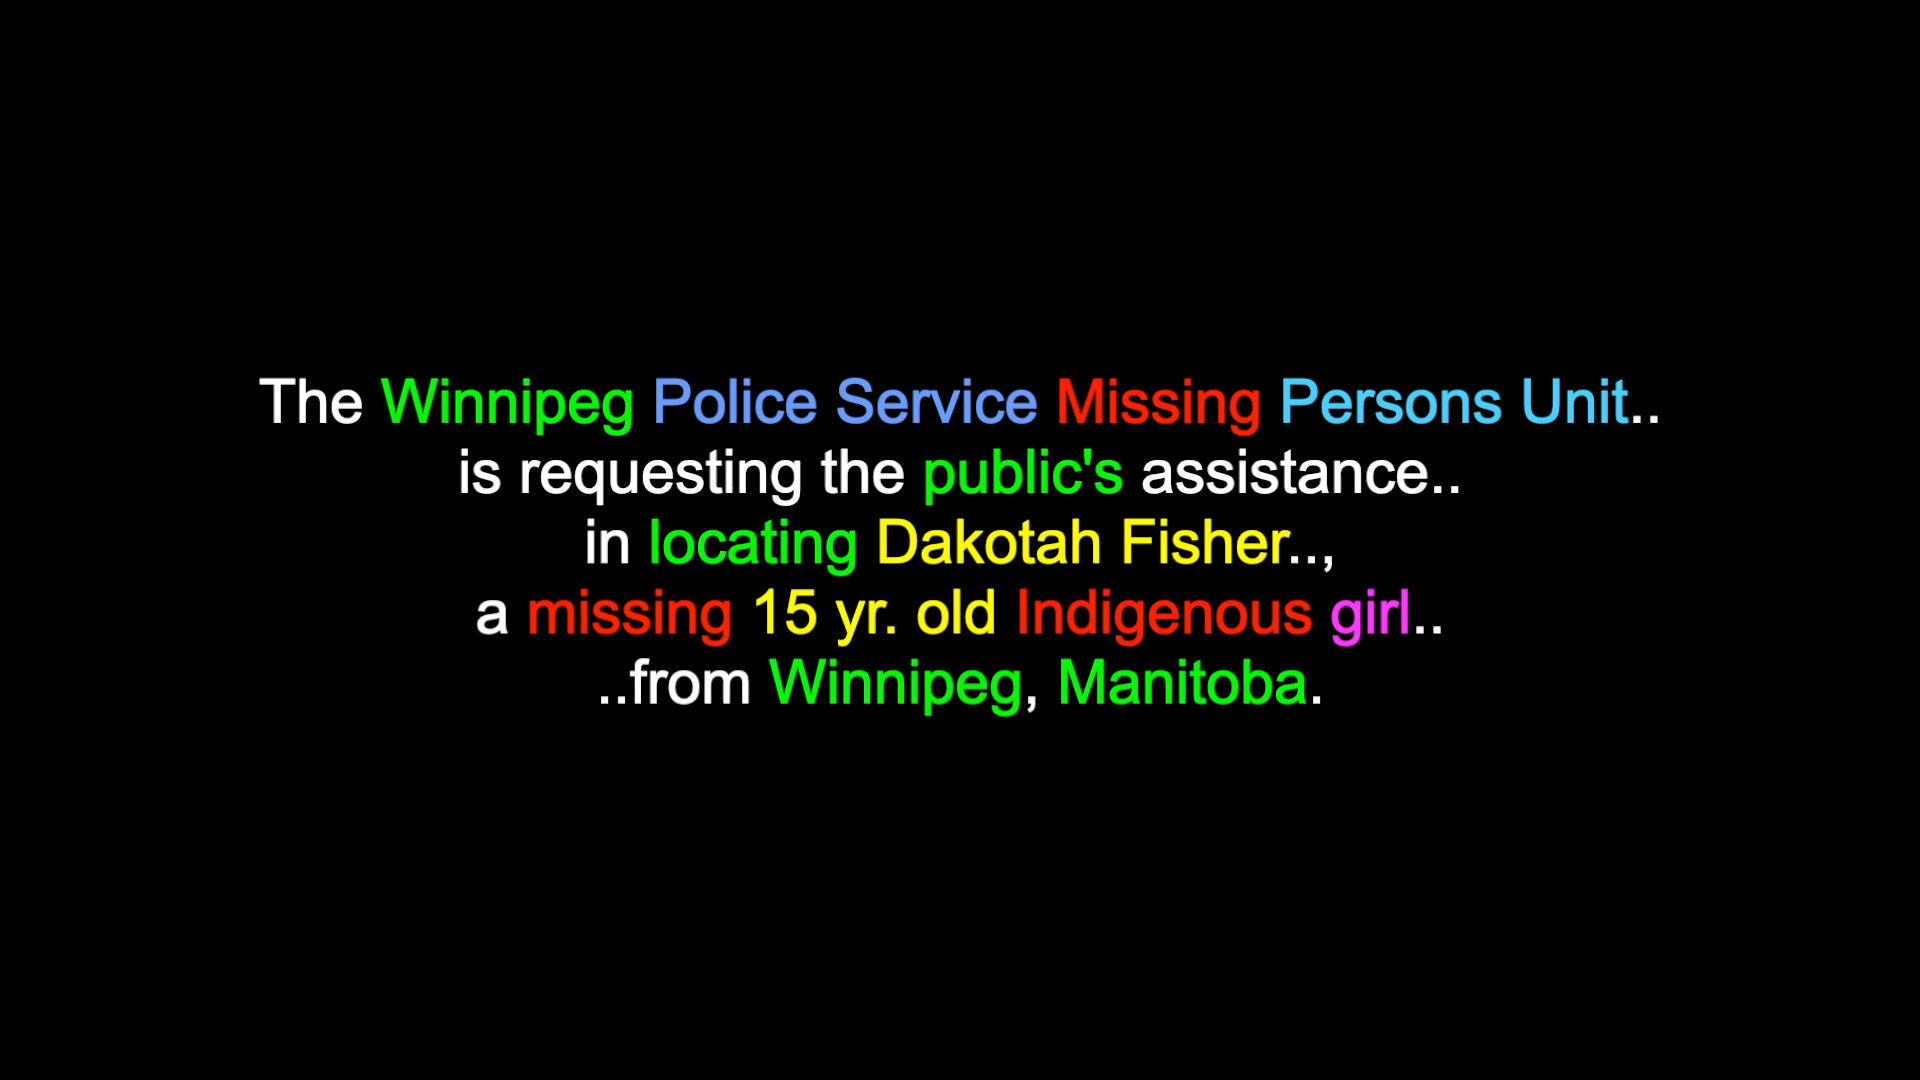 The Winnipeg Police Service Missing Persons Unit..
is requesting the public's assistance..
in locating Dakotah Fisher..,
a missing 15 yr. old Indigenous girl..
..from Winnipeg, Manitoba.